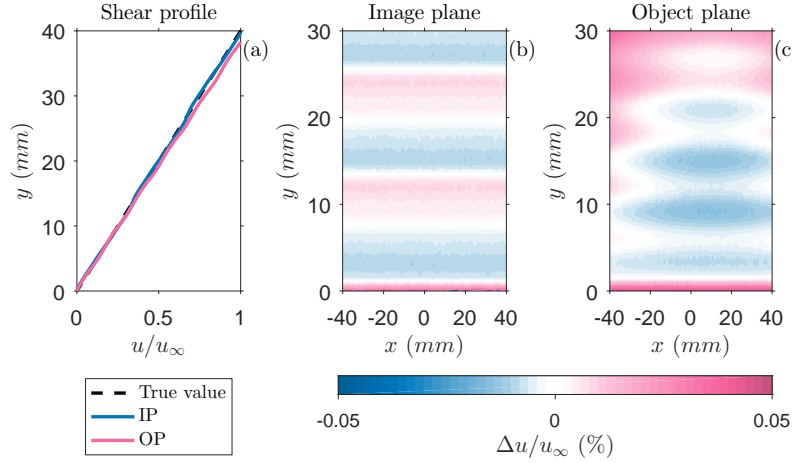 Shear profile
Image plane
Object plane
(a)
(b)
(c
40
30
20
10
0
y (mm)
0
0.5
1
u/u∞
30
20
10
0
y (mm)
-40
-20
0
20
40
x (mm)
30
20
10
0
y (mm)
-40
-20
0
20
40
x (mm)
True value
IP
OP
-0.05
0
0.05
Δu/u∞ (%)